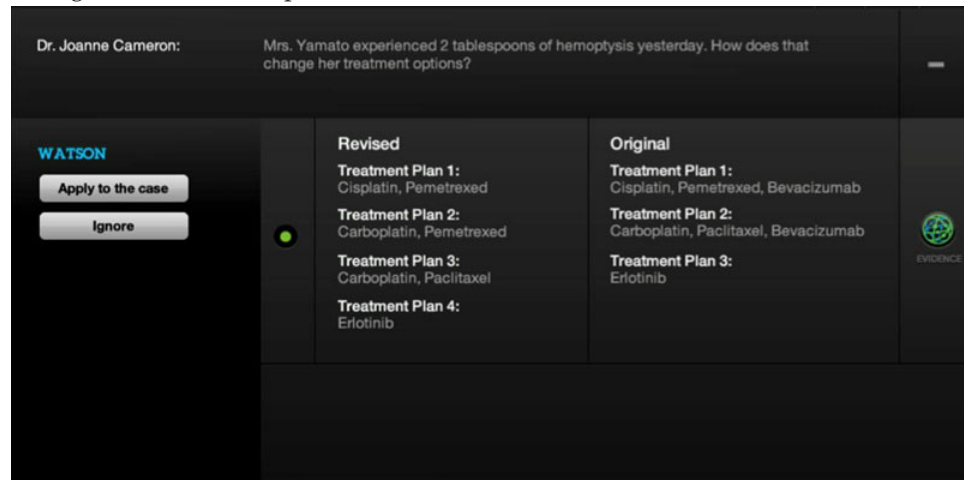 Dr. Joanne Cameron:
Mrs. Yamato experienced 2 tablespoons of hemoptysis yesterday. How does that
change her treatment options?
WATSON
Apply to the case
Ignore
Revised
Treatment Plan 1:
Cisplatin, Pemetrexed
Treatment Plan 2:
Carboplatin, Pemetrexed
Treatment Plan 3:
Carboplatin, Paclitaxel
Treatment Plan 4:
Erlotinib
Original
Treatment Plan 1:
Cisplatin, Pemetrexed, Bevacizumab
Treatment Plan 2:
Carboplatin, Paclitaxel, Bevacizumab
Treatment Plan 3:
Erlotinib
EVIDENCE